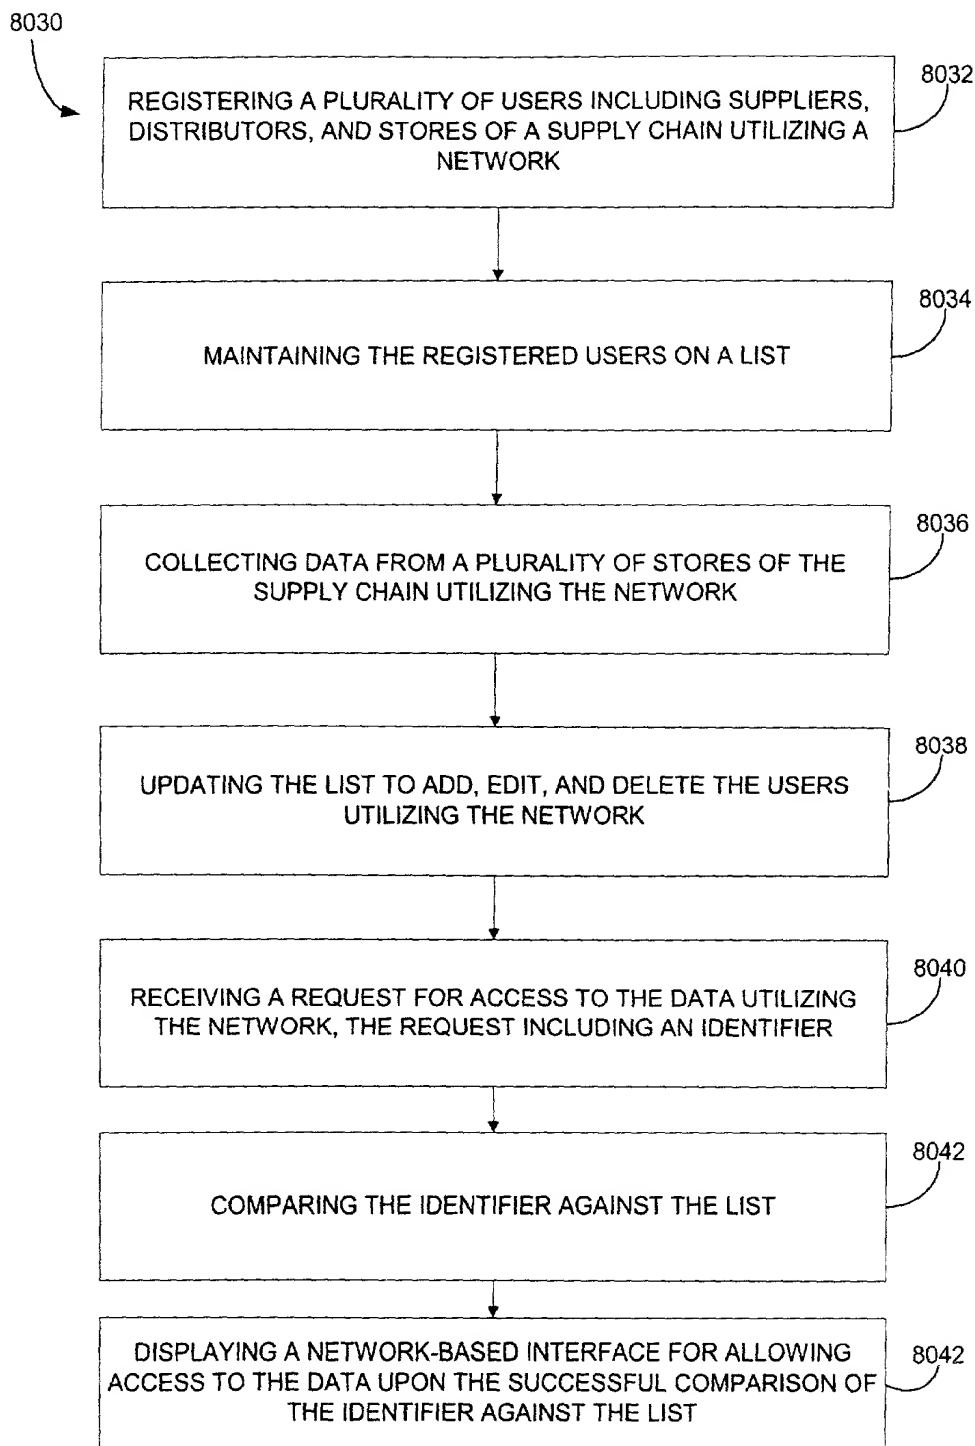 8030
8032
REGISTERING A PLURALITY OF USERS INCLUDING SUPPLIERS,
DISTRIBUTORS, AND STORES OF A SUPPLY CHAIN UTILIZING A
NETWORK
8034
MAINTAINING THE REGISTERED USERS ON A LIST
8036
COLLECTING DATA FROM A PLURALITY OF STORES OF THE
SUPPLY CHAIN UTILIZING THE NETWORK
8038
UPDATING THE LIST TO ADD, EDIT, AND DELETE THE USERS
UTILIZING THE NETWORK
8040
RECEIVING A REQUEST FOR ACCESS TO THE DATA UTILIZING
THE NETWORK, THE REQUEST INCLUDING AN IDENTIFIER
8042
COMPARING THE IDENTIFIER AGAINST THE LIST
8042
DISPLAYING A NETWORK-BASED INTERFACE FOR ALLOWING
ACCESS TO THE DATA UPON THE SUCCESSFUL COMPARISON OF
THE IDENTIFIER AGAINST THE LIST